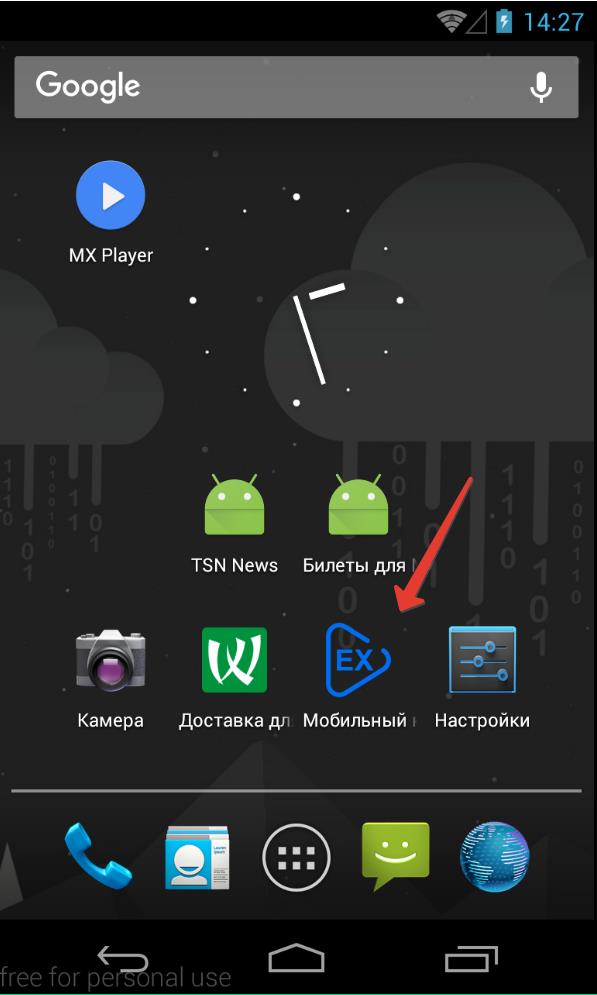 14:27
Google
MX Player
TSN News
Билеты для
EX
Камера
Доставка дл
Мобильный
Настройки
free for personal use